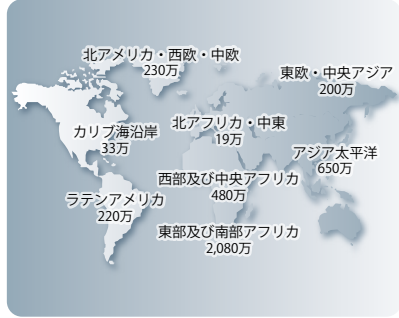 北アメリカ・西欧・中欧
230万
東欧・中央アジア
200万
カリブ海沿岸
33万
北アフリカ・中東
19万
アジア太平洋
650万
西部及び中央アフリカ
480万
ラテンアメリカ
220万
東部及び南部アフリカ
2,080万